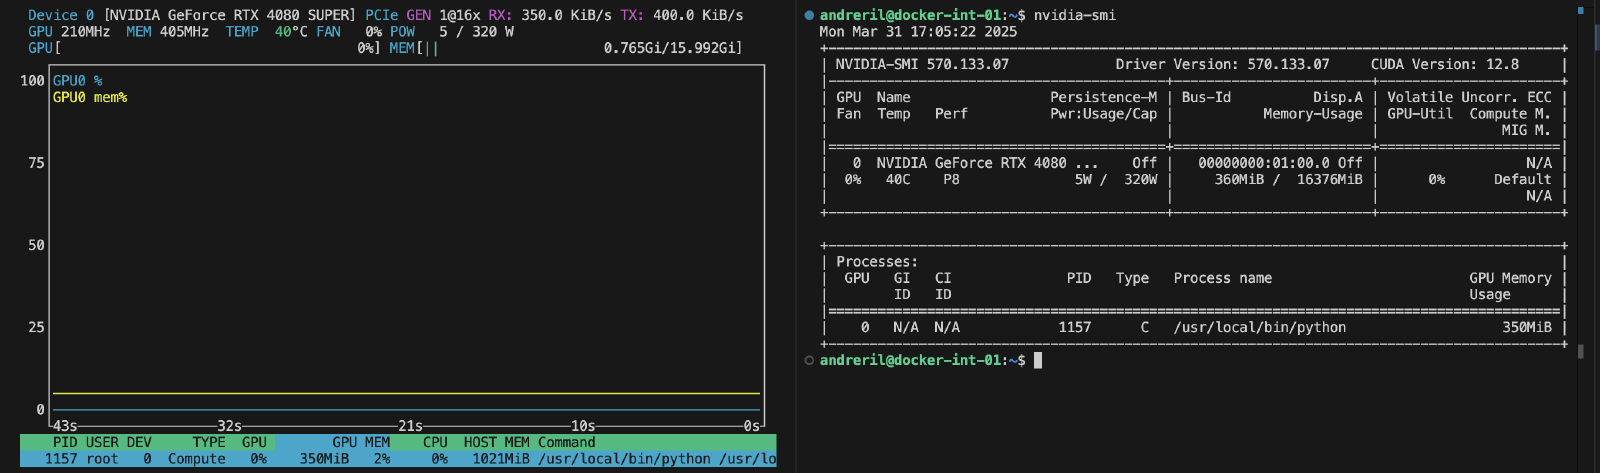 Device 0 [NVIDIA GeForce RTX 4080 SUPER] PCIe GEN 1@16x RX: 350.0 KiB/s TX: 400.0 KiB/s
GPU 210MHz MEM 405MHz TEMP 40°C FAN 0% POW 5 / 320 W
GPU[ 0%] MEM[|| 0.765Gi/15.992Gi]
100
GPU0 %
GPU0 mem%
75
50
25
0
43s 32s 21s 10s 0s
PID USER DEV TYPE GPU GPU MEM CPU HOST MEM Command
1157 root 0 Compute 0% 350MiB 2% 0% 1021MiB /usr/local/bin/python /usr/lo
andreril@docker-int-01:~$ nvidia-smi
Mon Mar 31 17:05:22 2025
NVIDIA-SMI 570.133.07 Driver Version: 570.133.07 CUDA Version: 12.8
GPU Name Persistence-M | Bus-Id Disp.A | Volatile Uncorr. ECC
Fan Temp Perf Pwr:Usage/Cap | Memory-Usage | GPU-Util Compute M.
MIG M.
0 NVIDIA GeForce RTX 4080 ... Off | 00000000:01:00.0 Off | N/A
0% 40C P8 5W / 320W | 360MiB / 16376MiB | 0% Default
N/A
Processes:
GPU GI CI PID Type Process name GPU Memory
ID ID Usage
0 N/A N/A 1157 C /usr/local/bin/python 350MiB
andreril@docker-int-01:~$